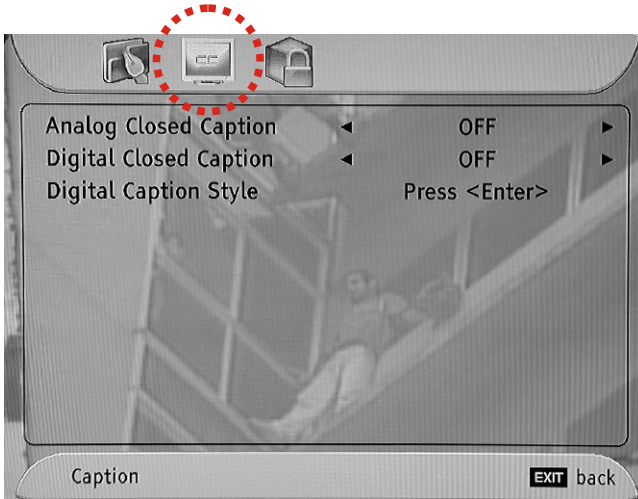 CC
Analog Closed Caption ◄ OFF ►
Digital Closed Caption ◄ OFF ►
Digital Caption Style Press <Enter>
Caption EXIT back